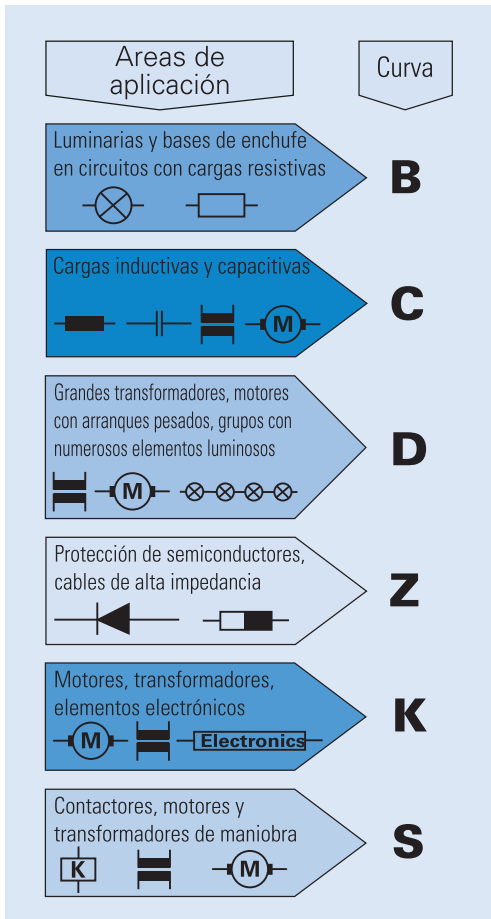 Areas de
aplicación
Curva
Luminarias y bases de enchufe
en circuitos con cargas resistivas
B
Cargas inductivas y capacitivas
M
C
Grandes transformadores, motores
con arranques pesados, grupos con
numerosos elementos luminosos
M
D
Protección de semiconductores,
cables de alta impedancia
Z
Motores, transformadores,
elementos electrónicos
M
Electronics
K
Contactores, motores y
transformadores de maniobra
K
M
S